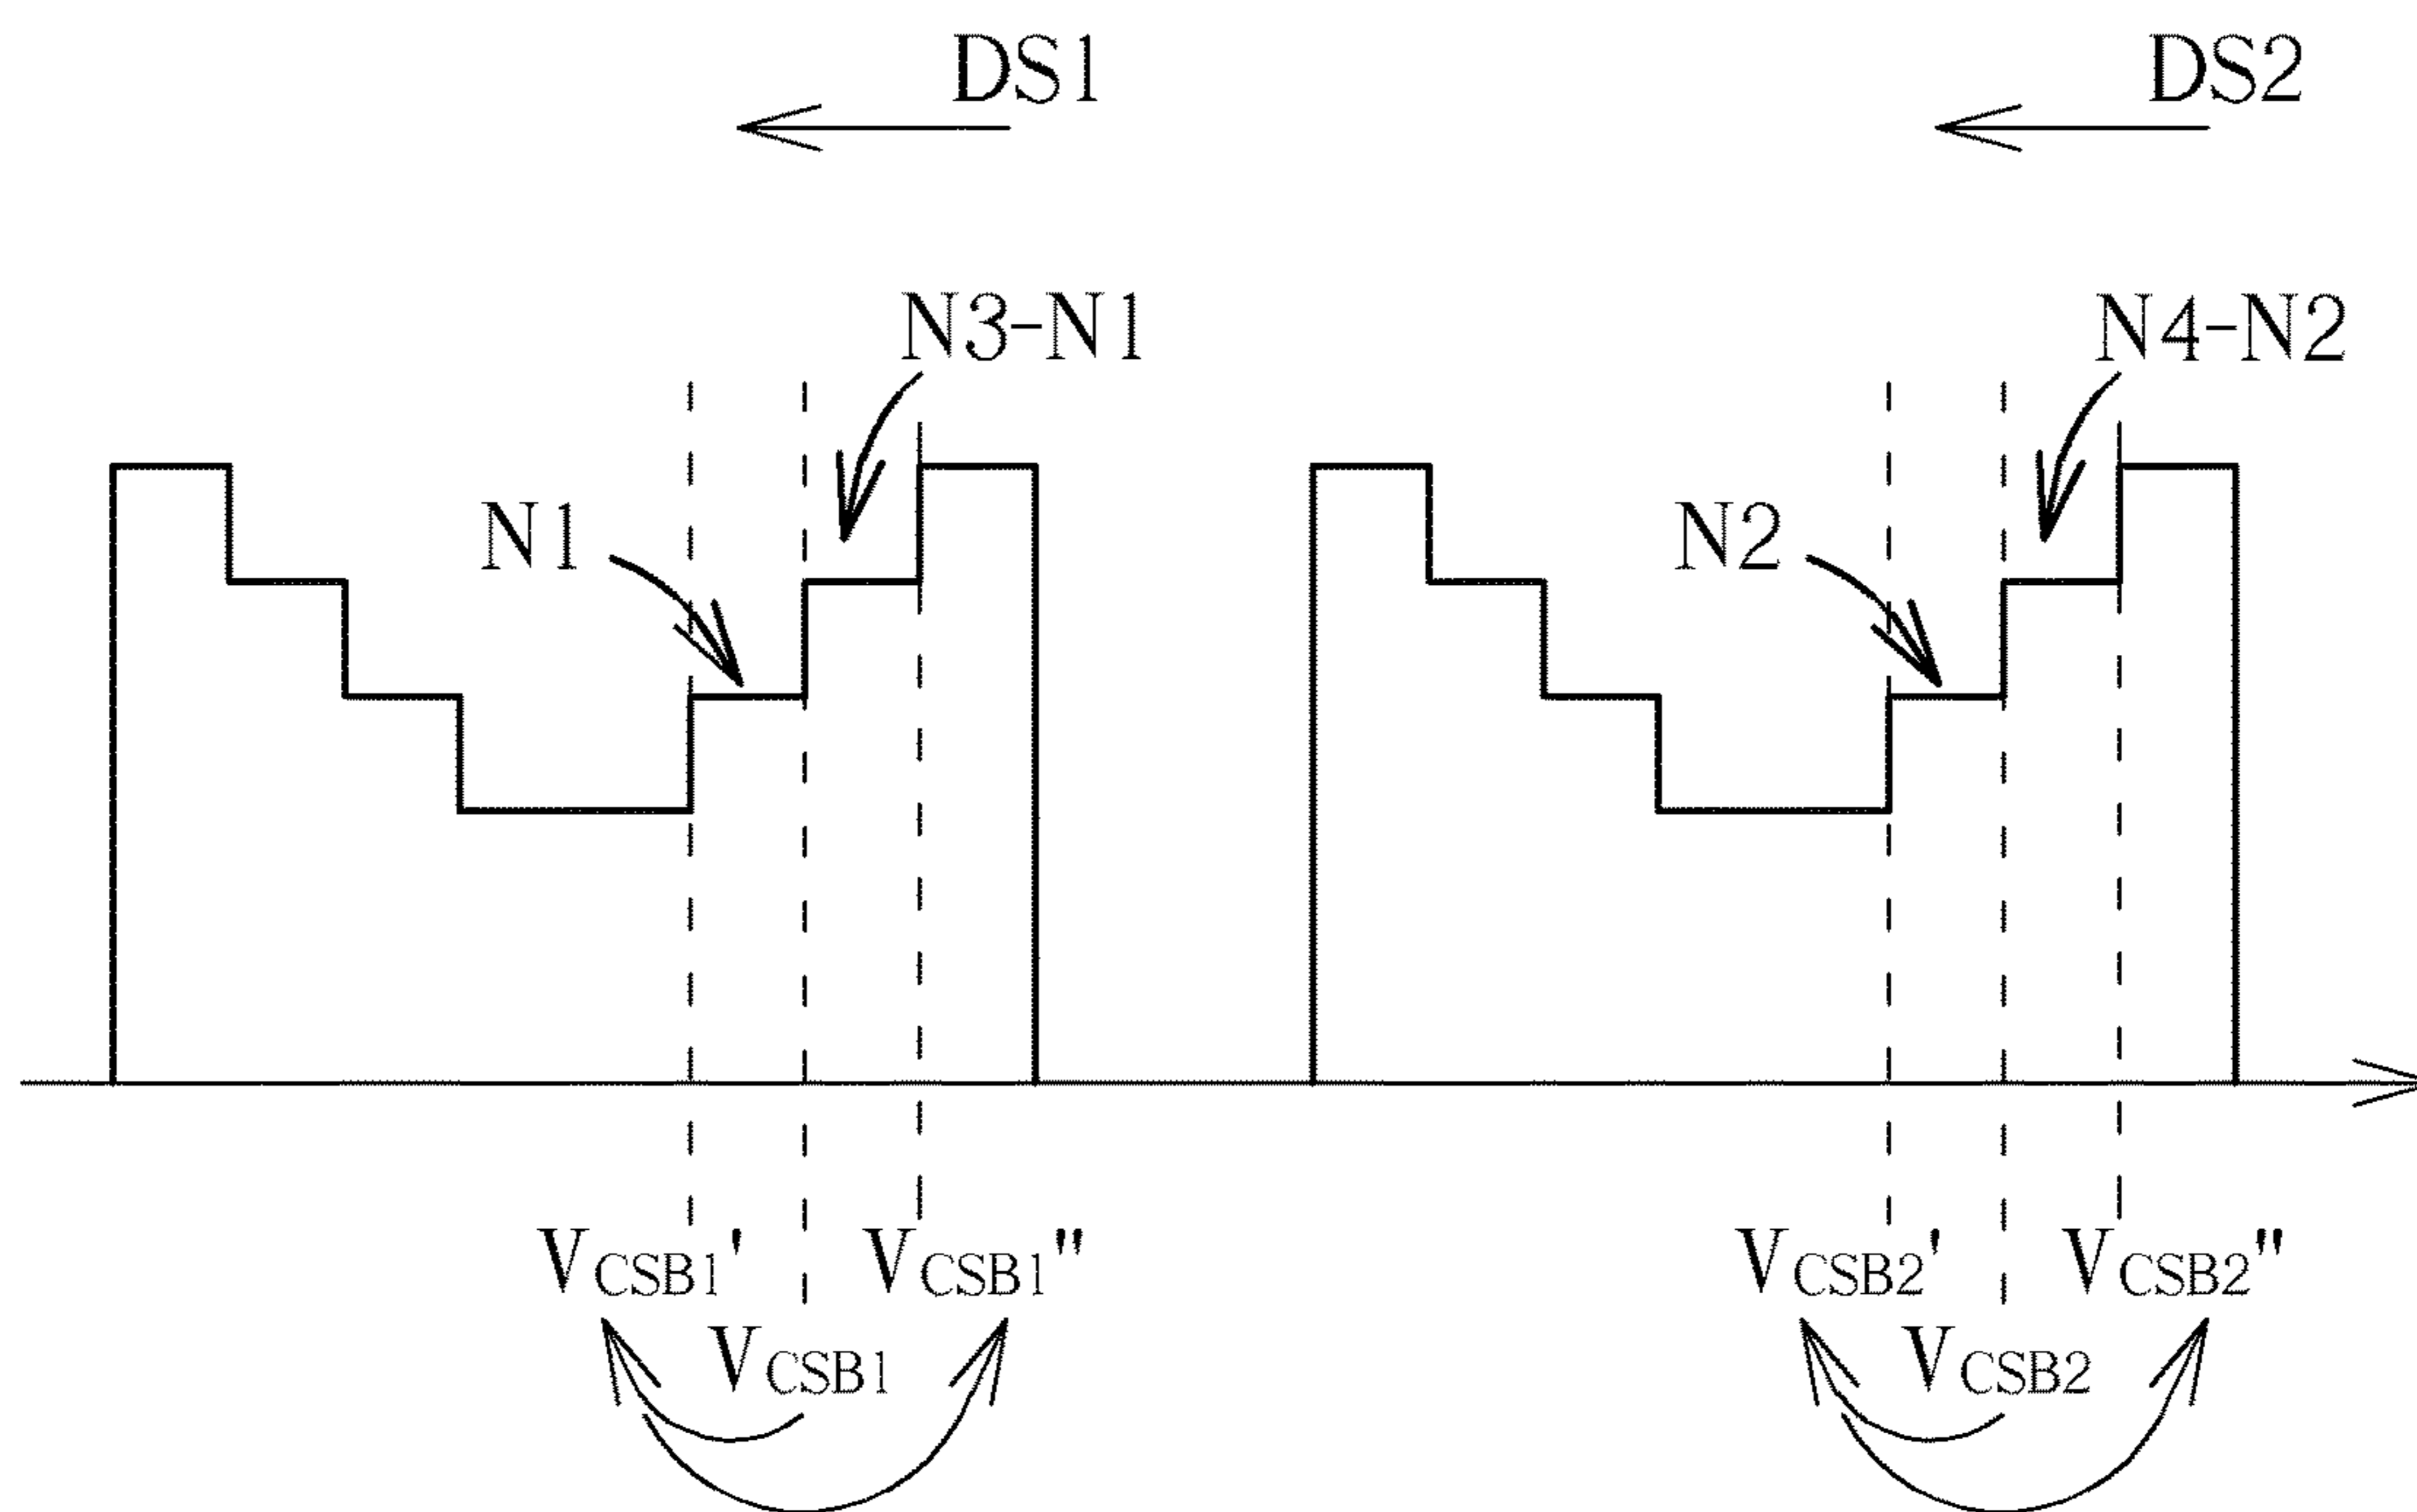 DS1 DS2
N3-N1 N4-N2
N1 N2
VCSB1' VCSB1" VCSB2' VCSB2"
VCSB1 VCSB2